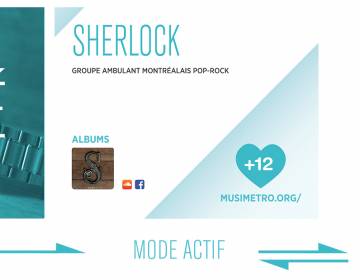 SHERLOCK
GROUPE AMBULANT MONTRÉALAIS POP-ROCK
ALBUMS
S
+12
MUSIMETRO.ORG/
MODE ACTIF